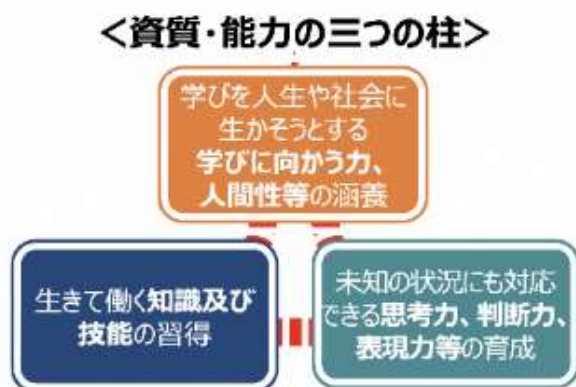 ＜資質・能力の三つの柱＞
学びを人生や社会に
生かそうとする
学びに向かう力、
人間性等の涵養
生きて働く知識及び
技能の習得
未知の状況にも対応
できる思考力、判断力、
表現力等の育成